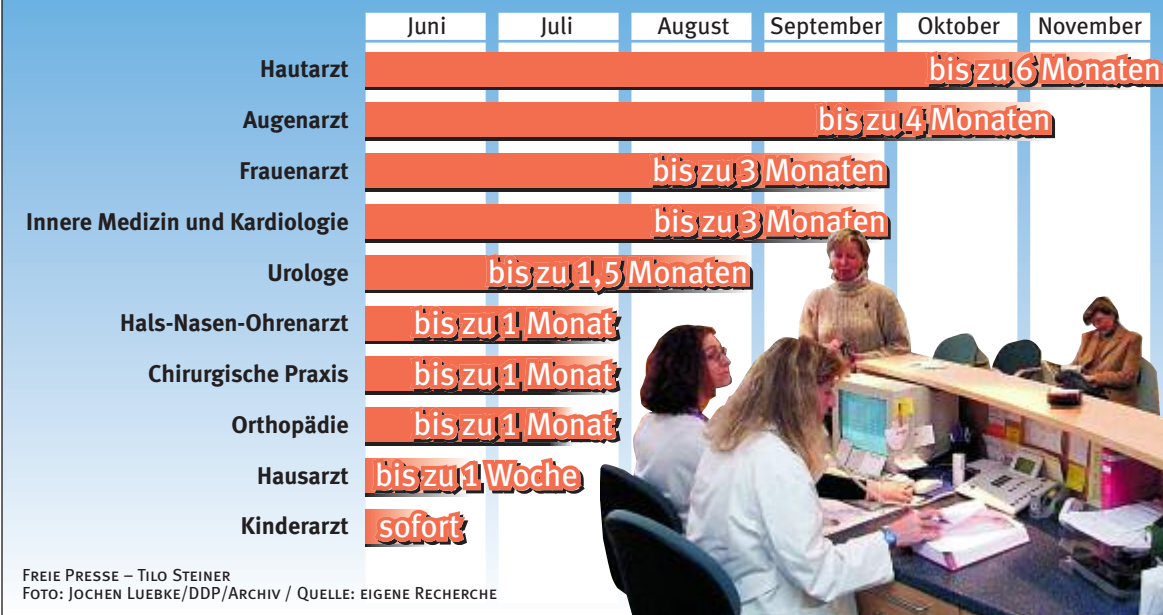 Juni Juli August September Oktober November
Hautarzt bis zu 6 Monaten
Augenarzt bis zu 4 Monaten
Frauenarzt bis zu 3 Monaten
Innere Medizin und Kardiologie bis zu 3 Monaten
Urologe bis zu 1,5 Monaten
Hals-Nasen-Ohrenarzt bis zu 1 Monat
Chirurgische Praxis bis zu 1 Monat
Orthopädie bis zu 1 Monat
Hausarzt bis zu 1 Woche
Kinderarzt sofort
FREIE PRESSE – TILO STEINER
FOTO: JOCHEN LUEBKE/DDP/ARCHIV / QUELLE: EIGENE RECHERCHE